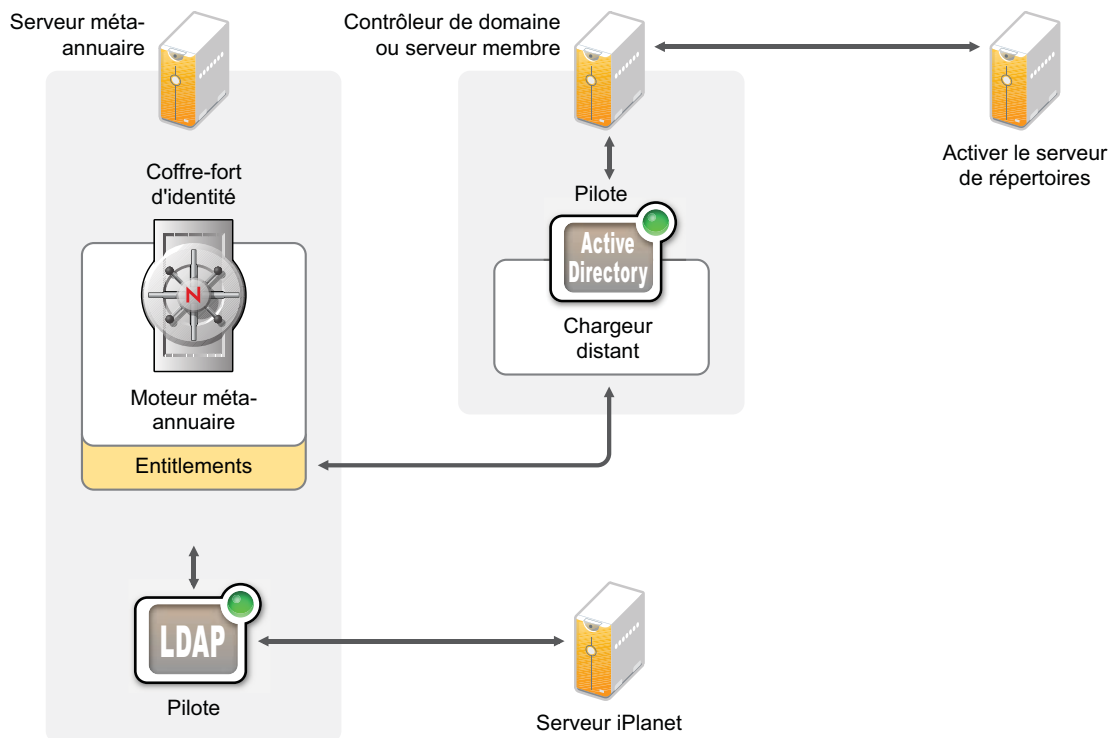 Serveur méta-
annuaire
Contrôleur de domaine
ou serveur membre
Activer le serveur
de répertoires
Coffre-fort
d'identité
N
Moteur méta-
annuaire
Entitlements
Pilote
Active
Directory
Chargeur
distant
LDAP
Pilote
Serveur iPlanet